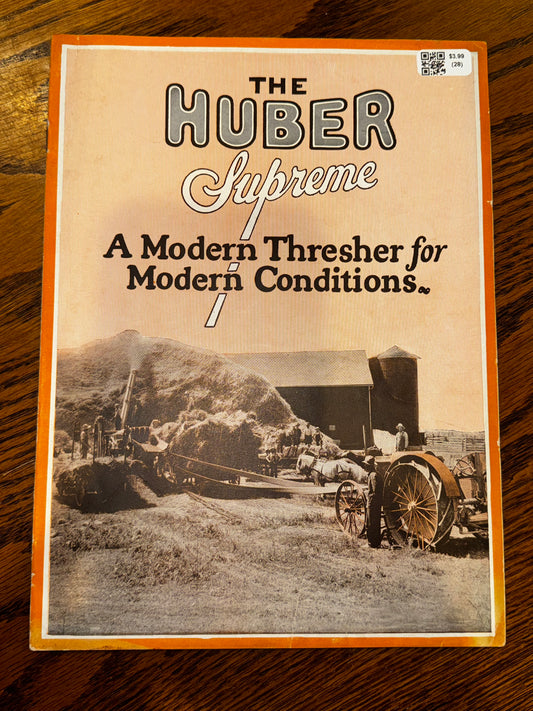 $3.99
(28)
THE
HUBER
Supreme
A Modern Thresher for
Modern Conditions